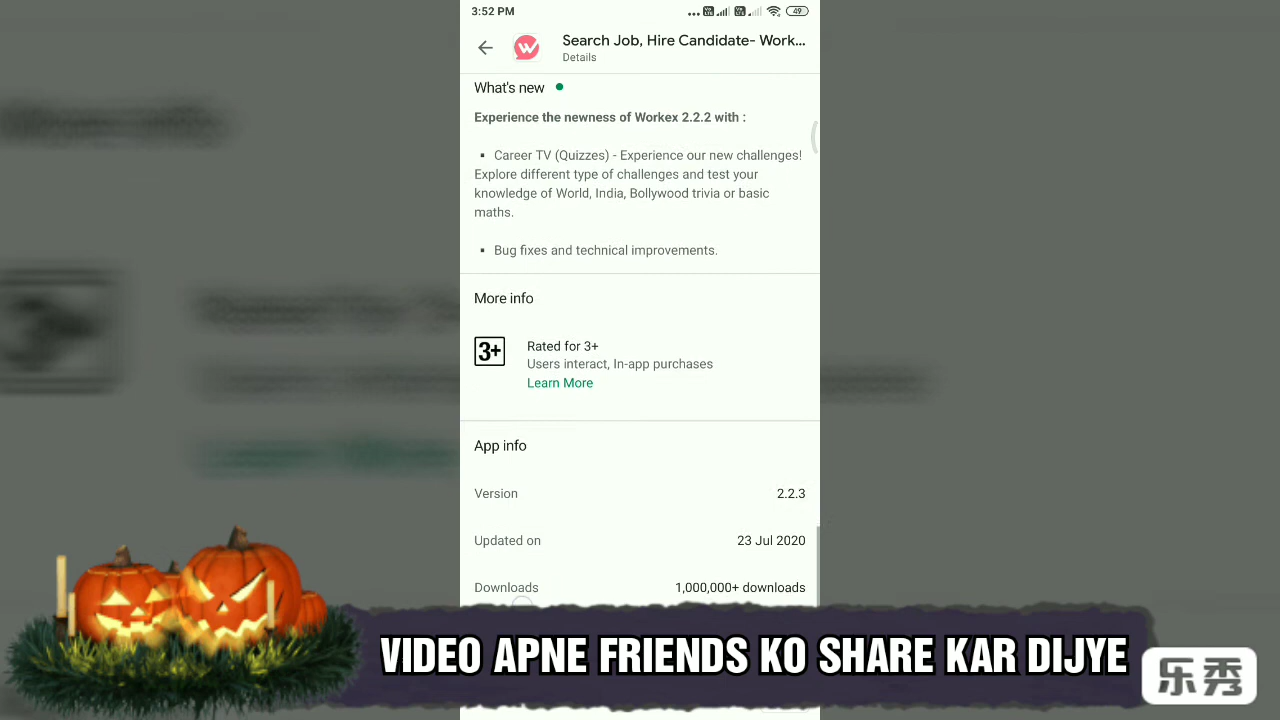 3:52 PM
49
Search Job, Hire Candidate- Work...
Details
What's new
Experience the newness of Workex 2.2.2 with :
▪ Career TV (Quizzes) - Experience our new challenges!
Explore different type of challenges and test your
knowledge of World, India, Bollywood trivia or basic
maths.
▪ Bug fixes and technical improvements.
More info
3+
Rated for 3+
Users interact, In-app purchases
Learn More
App info
Version 2.2.3
Updated on 23 Jul 2020
Downloads 1,000,000+ downloads
VIDEO APNE FRIENDS KO SHARE KAR DIJYE
乐秀